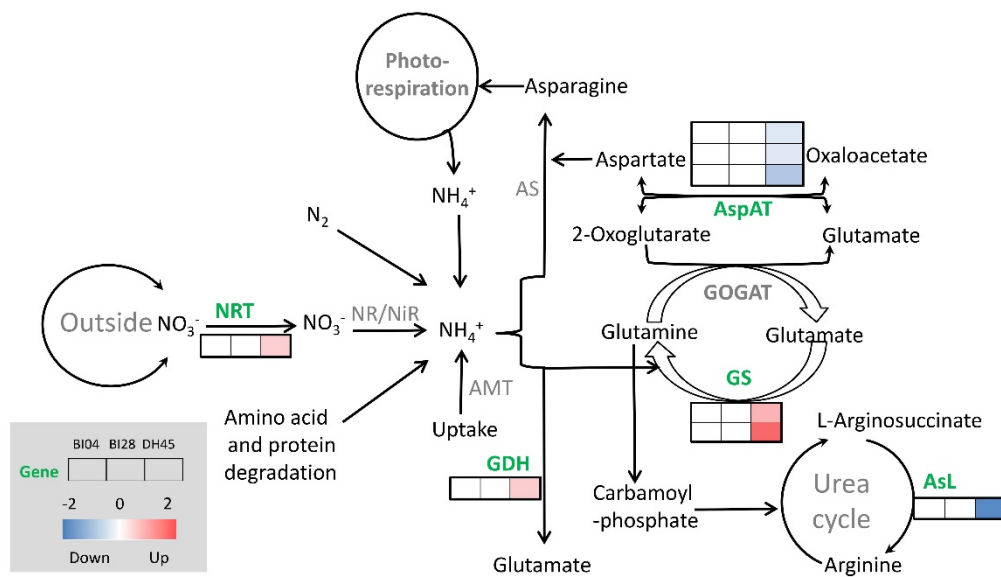 Photo-
respiration
Asparagine
Aspartate
Oxaloacetate
AS
NH₄⁺
AspAT
N₂
2-Oxoglutarate
Glutamate
GOGAT
Outside
NO₃⁻
NRT
NO₃⁻
NR/NiR
NH₄⁺
Glutamine
Glutamate
AMT
GS
Amino acid
and protein
degradation
Uptake
L-Arginosuccinate
BI04 BI28 DH45
Gene
GDH
AsL
-2 0 2
Down Up
Carbamoyl
-phosphate
Urea
cycle
Glutamate
Arginine